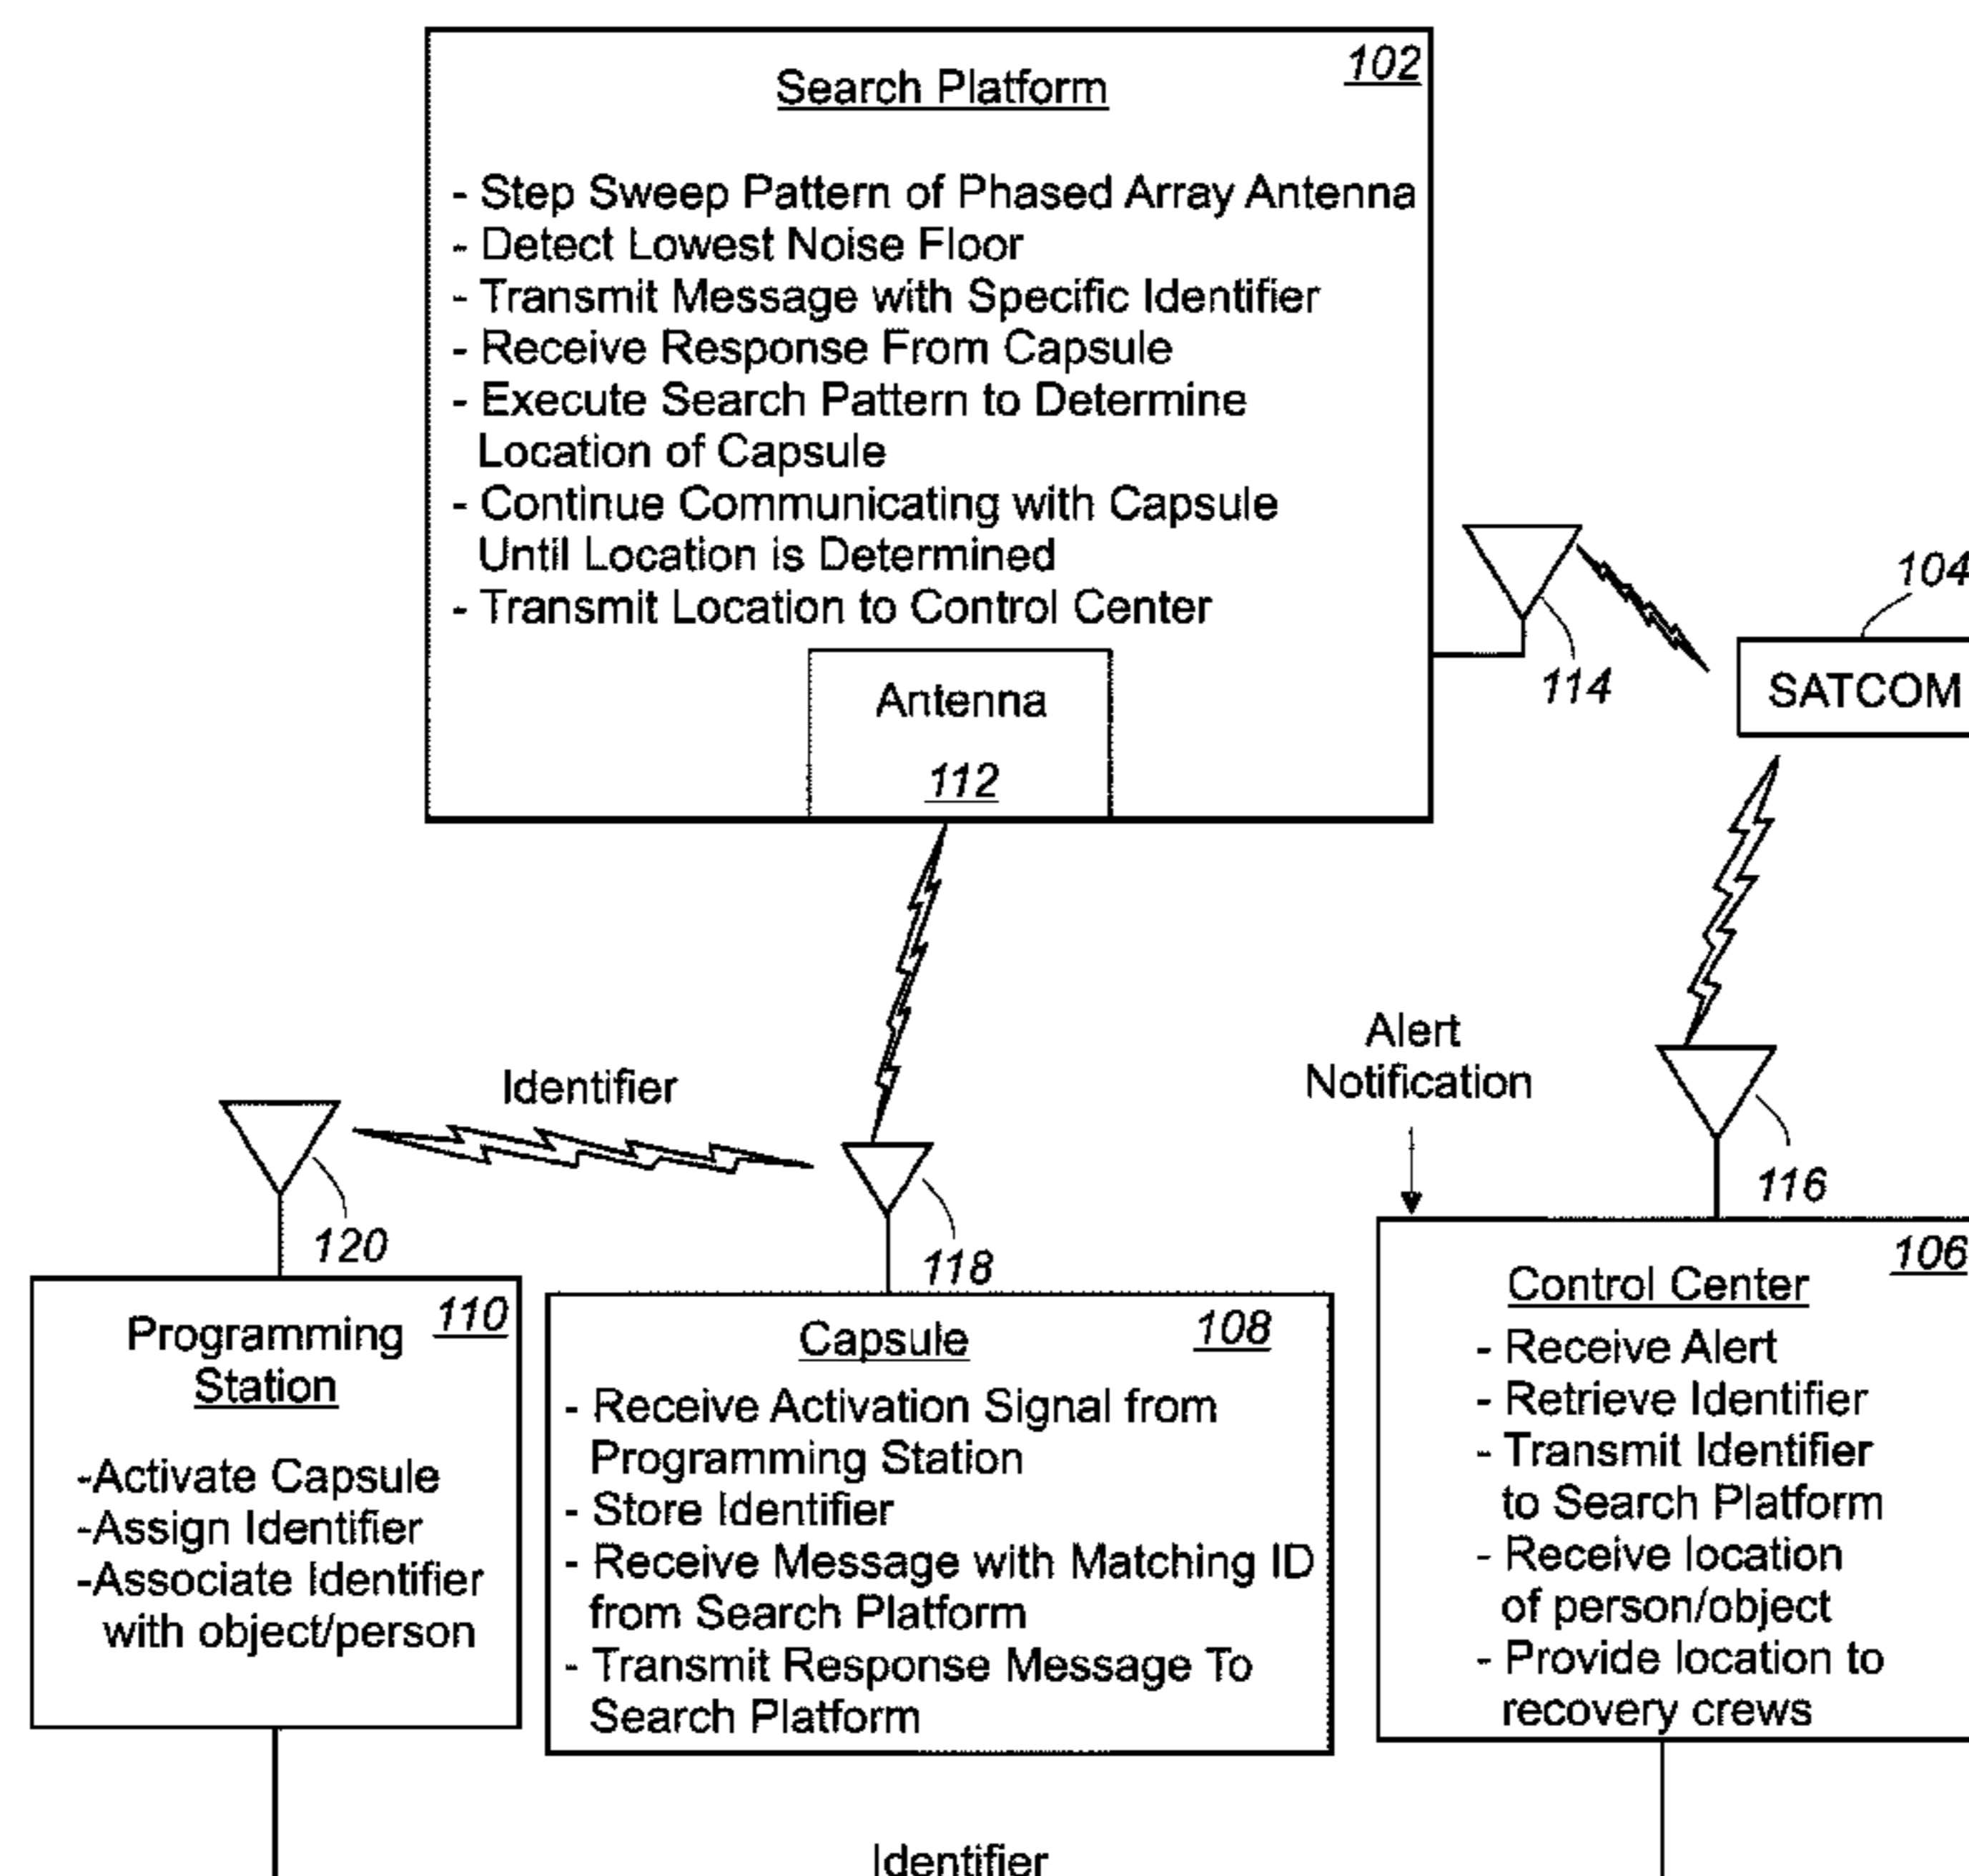 102
Search Platform
- Step Sweep Pattern of Phased Array Antenna
- Detect Lowest Noise Floor
- Transmit Message with Specific Identifier
- Receive Response From Capsule
- Execute Search Pattern to Determine
Location of Capsule
- Continue Communicating with Capsule
Until Location is Determined
- Transmit Location to Control Center
Antenna
112
114
104
SATCOM
Alert
Notification
116
Identifier
120
118
110
Programming
Station
-Activate Capsule
-Assign Identifier
-Associate Identifier
with object/person
Capsule
108
- Receive Activation Signal from
Programming Station
- Store Identifier
- Receive Message with Matching ID
from Search Platform
- Transmit Response Message To
Search Platform
106
Control Center
- Receive Alert
- Retrieve Identifier
- Transmit Identifier
to Search Platform
- Receive location
of person/object
- Provide location to
recovery crews
Identifier